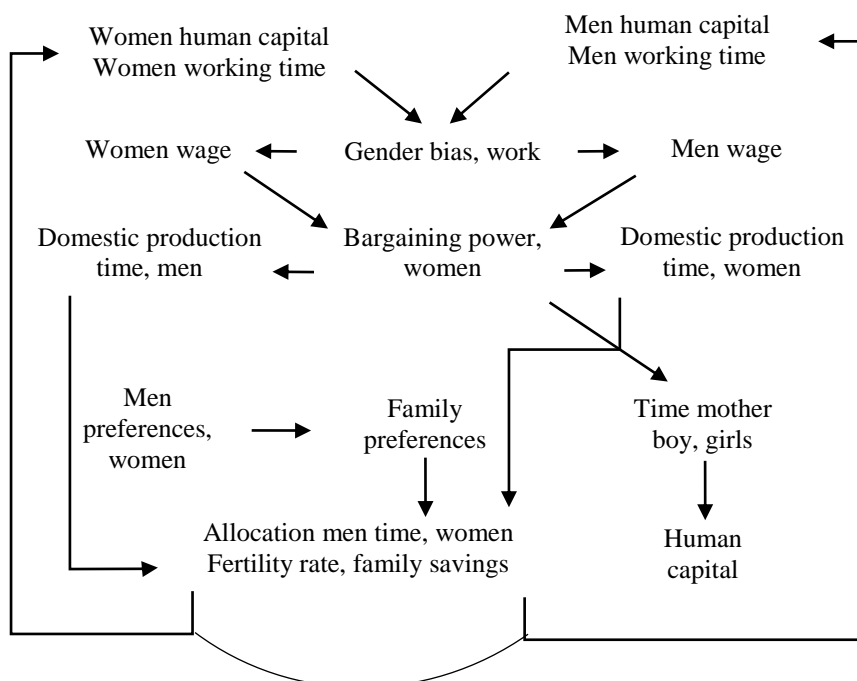 Women human capital
Women working time
Men human capital
Men working time
Women wage
Gender bias, work
Men wage
Domestic production
time, men
Bargaining power,
women
Domestic production
time, women
Men
preferences,
women
Family
preferences
Time mother
boy, girls
Allocation men time, women
Fertility rate, family savings
Human
capital